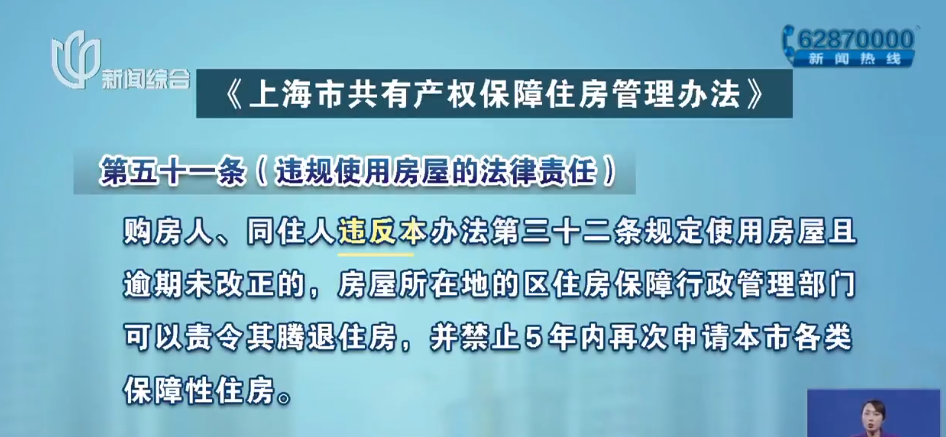 新闻综合
62870000
新闻热线
《上海市共有产权保障住房管理办法》
第五十一条（违规使用房屋的法律责任）
购房人、同住人违反本办法第三十二条规定使用房屋且
逾期未改正的，房屋所在地的区住房保障行政管理部门
可以责令其腾退住房，并禁止5年内再次申请本市各类
保障性住房。